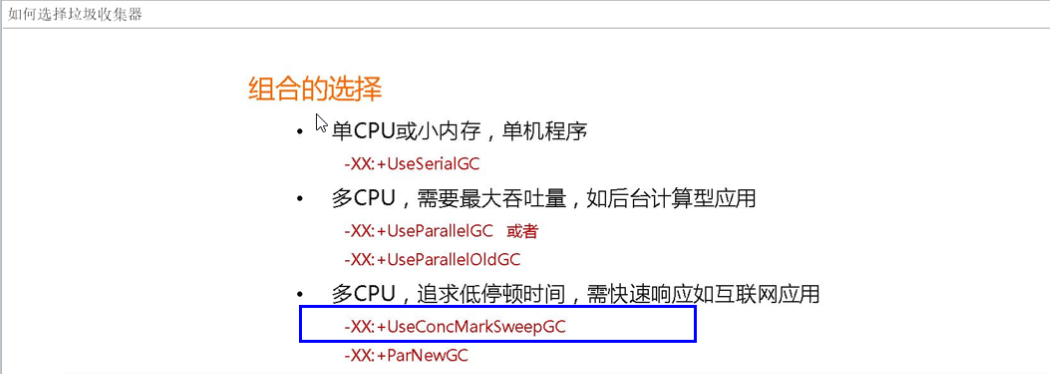 如何选择垃圾收集器
组合的选择
• 单CPU或小内存，单机程序
-XX:+UseSerialGC
• 多CPU，需要最大吞吐量，如后台计算型应用
-XX:+UseParallelGC 或者
-XX:+UseParallelOldGC
• 多CPU，追求低停顿时间，需快速响应如互联网应用
-XX:+UseConcMarkSweepGC
-XX:+ParNewGC